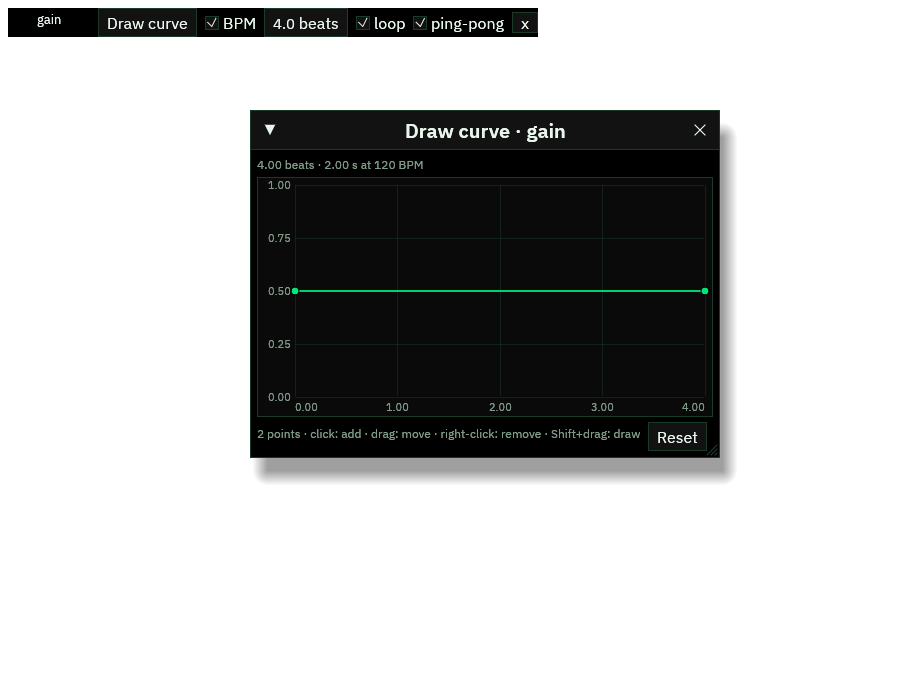 gain Draw curve BPM 4.0 beats loop ping-pong x
▼ Draw curve · gain ×
4.00 beats · 2.00 s at 120 BPM
1.00
0.75
0.50
0.25
0.00
0.00 1.00 2.00 3.00 4.00
2 points · click: add · drag: move · right-click: remove · Shift+drag: draw Reset